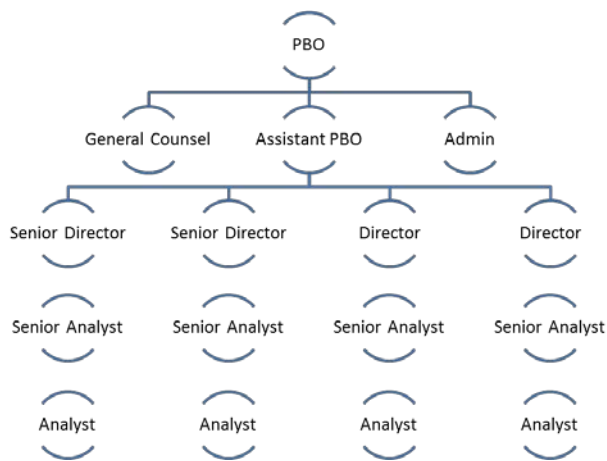 PBO
General Counsel
Assistant PBO
Admin
Senior Director
Senior Director
Director
Director
Senior Analyst
Senior Analyst
Senior Analyst
Senior Analyst
Analyst
Analyst
Analyst
Analyst